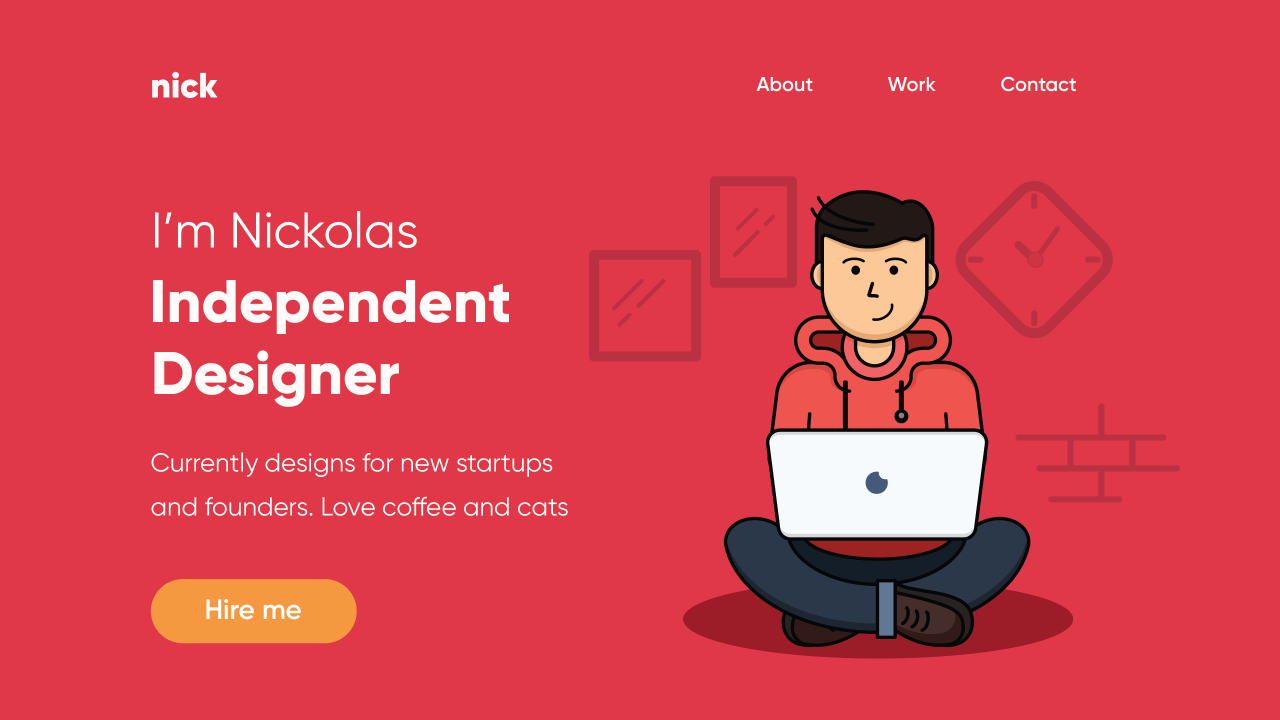 nick
About Work Contact
I’m Nickolas
Independent
Designer
Currently designs for new startups
and founders. Love coffee and cats
Hire me